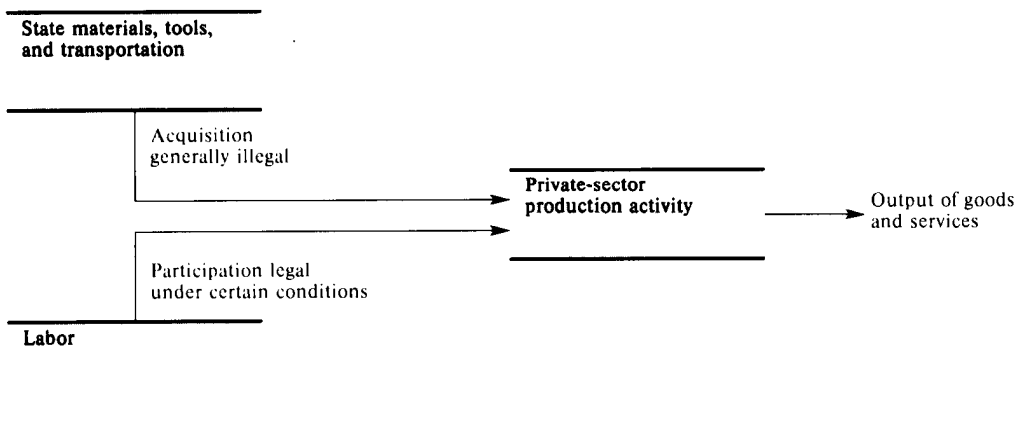 State materials, tools,
and transportation
Acquisition
generally illegal
Private-sector
production activity
Output of goods
and services
Participation legal
under certain conditions
Labor